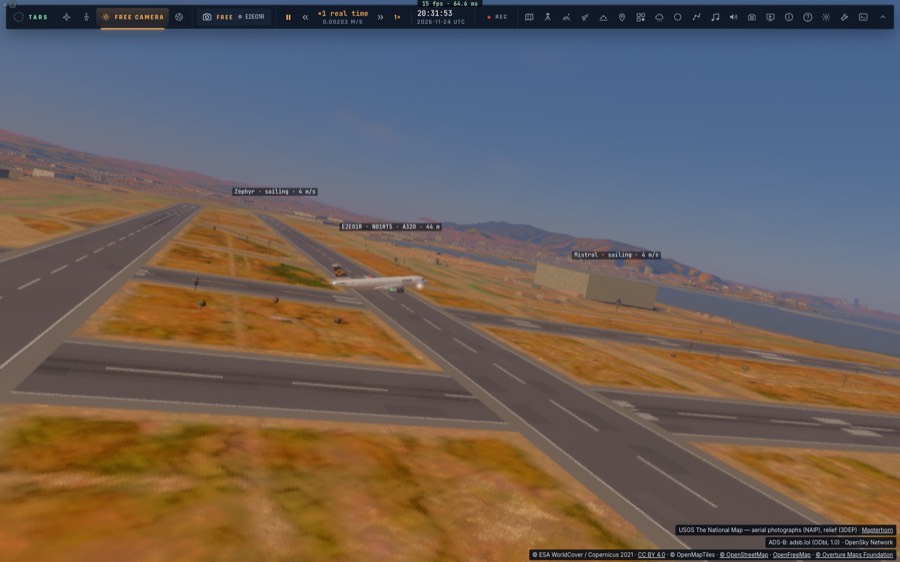 15 fps · 64.6 ms
TARS
FREE CAMERA
FREE E2E01R
×1 real time
0.00203 M/S
1×
20:31:53
2026-11-24 UTC
REC
Zéphyr · sailing · 4 m/s
E2E01R · N01RTS · A320 · 44 m
Mistral · sailing · 4 m/s
USGS The National Map — aerial photographs (NAIP), relief (3DEP) · Mapterhorn
ADS-B: adsb.lol (ODbL 1.0) · OpenSky Network
© ESA WorldCover / Copernicus 2021 · CC BY 4.0 · © OpenMapTiles · © OpenStreetMap · OpenFreeMap · © Overture Maps Foundation